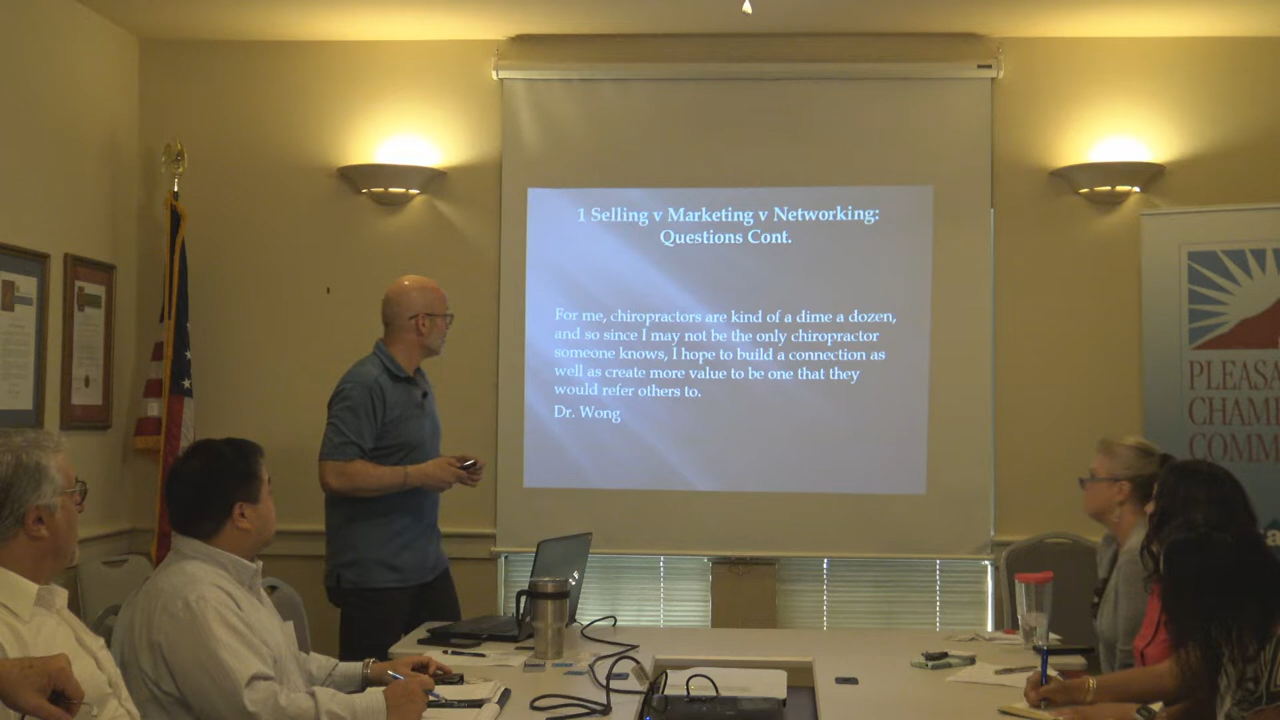 1 Selling v Marketing v Networking:
Questions Cont.
For me, chiropractors are kind of a dime a dozen,
and so since I may not be the only chiropractor
someone knows, I hope to build a connection as
well as create more value to be one that they
would refer others to.
Dr. Wong
PLEASA
CHAM
COMM